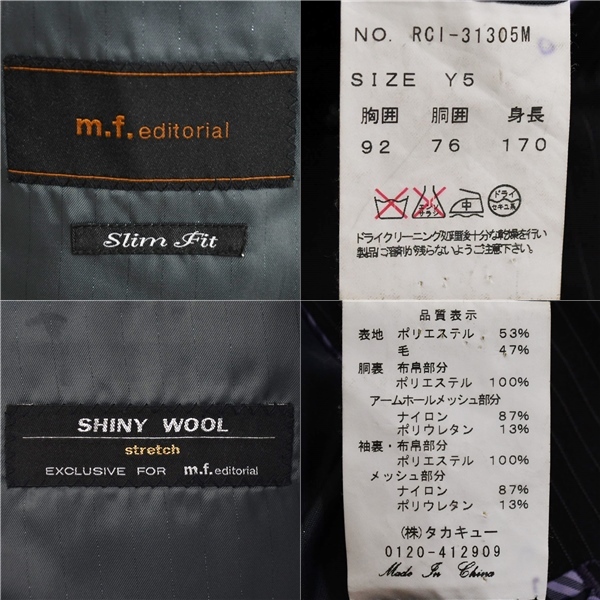 m.f.editorial
Slim Fit
NO. RCI-31305M
SIZE Y5
胸囲 胴囲 身長
92 76 170
中
ドライ
セキユ系
ドライクリーニング処理後十分な乾燥を行い
製品に溶剤が残らないようご注意下さい。
SHINY WOOL
stretch
EXCLUSIVE FOR m.f.editorial
品質表示
表地 ポリエステル 53%
毛 47%
胴裏 布帛部分
ポリエステル 100%
アームホールメッシュ部分
ナイロン 87%
ポリウレタン 13%
袖裏・布帛部分
ポリエステル 100%
メッシュ部分
ナイロン 87%
ポリウレタン 13%
(株)タカキュー
0120-412909
Made In China